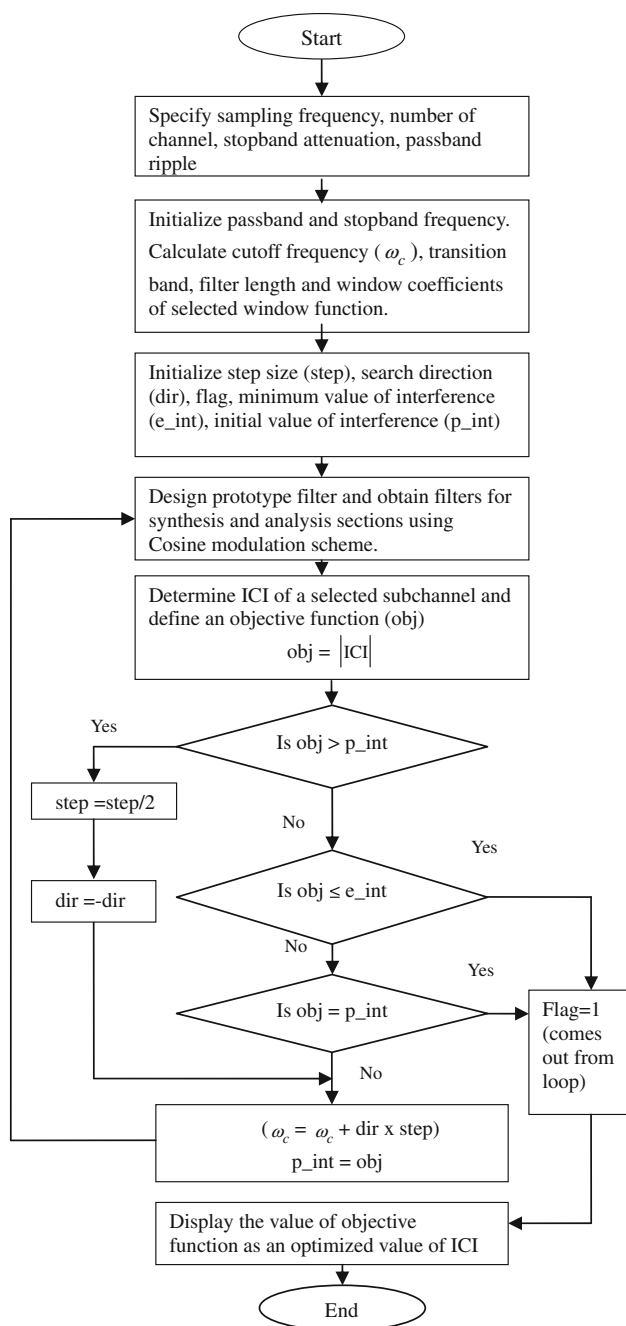 Start
Specify sampling frequency, number of
channel, stopband attenuation, passband
ripple
Initialize passband and stopband frequency.
Calculate cutoff frequency ( ω_c ), transition
band, filter length and window coefficients
of selected window function.
Initialize step size (step), search direction
(dir), flag, minimum value of interference
(e_int), initial value of interference (p_int)
Design prototype filter and obtain filters for
synthesis and analysis sections using
Cosine modulation scheme.
Determine ICI of a selected subchannel and
define an objective function (obj)
obj = |ICI|
Is obj > p_int
Yes
step =step/2
dir =-dir
No
Is obj ≤ e_int
Yes
No
Is obj = p_int
Yes
Flag=1
(comes
out from
loop)
No
(ω_c = ω_c + dir x step)
p_int = obj
Display the value of objective
function as an optimized value of ICI
End